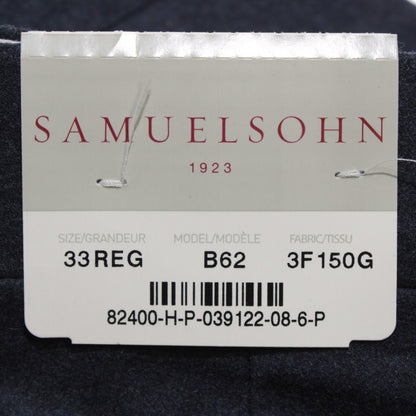 SAMUELSOHN
1923
SIZE/GRANDEUR MODEL/MODÈLE FABRIC/TISSU
33REG B62 3F150G
82400-H-P-039122-08-6-P